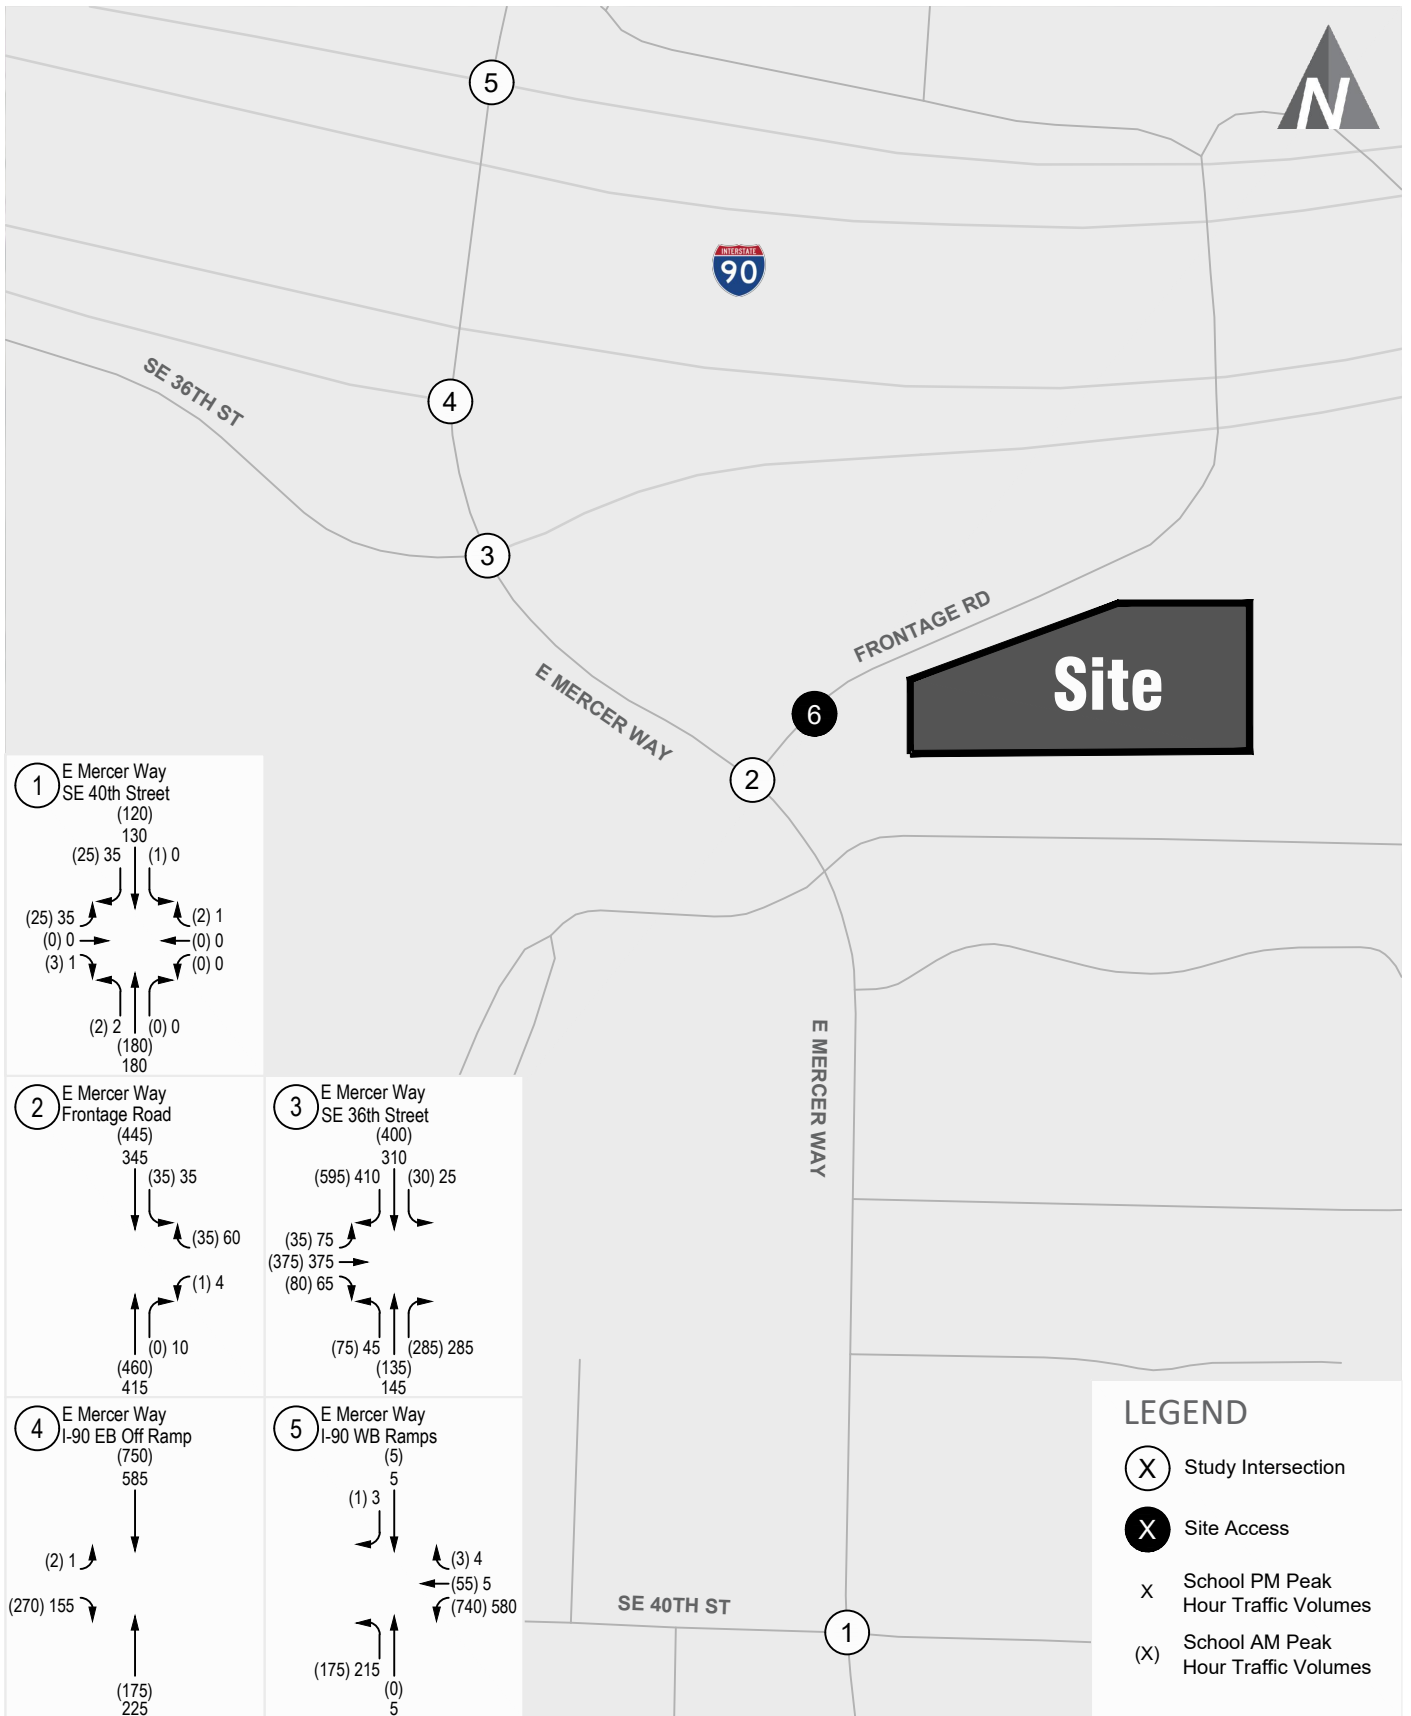 N
5
INTERSTATE
90
4
SE 36TH ST
3
FRONTAGE RD
Site
E MERCER WAY
6
2
1
E Mercer Way
SE 40th Street
(120)
130
(25) 35
(1) 0
(25) 35
(2) 1
(0) 0
(0) 0
(3) 1
(0) 0
(2) 2
(0) 0
(180)
180
2
E Mercer Way
Frontage Road
(445)
345
(35) 35
(35) 60
(1) 4
(0) 10
(460)
415
3
E Mercer Way
SE 36th Street
(400)
310
(595) 410
(30) 25
(35) 75
(375) 375
(80) 65
(75) 45
(285) 285
(135)
145
E MERCER WAY
4
E Mercer Way
I-90 EB Off Ramp
(750)
585
(2) 1
(270) 155
(175)
225
5
E Mercer Way
I-90 WB Ramps
(5)
5
(1) 3
(3) 4
(55) 5
(740) 580
(175) 215
(0)
5
SE 40TH ST
1
LEGEND
X
Study Intersection
X
Site Access
X
School PM Peak
Hour Traffic Volumes
(X)
School AM Peak
Hour Traffic Volumes